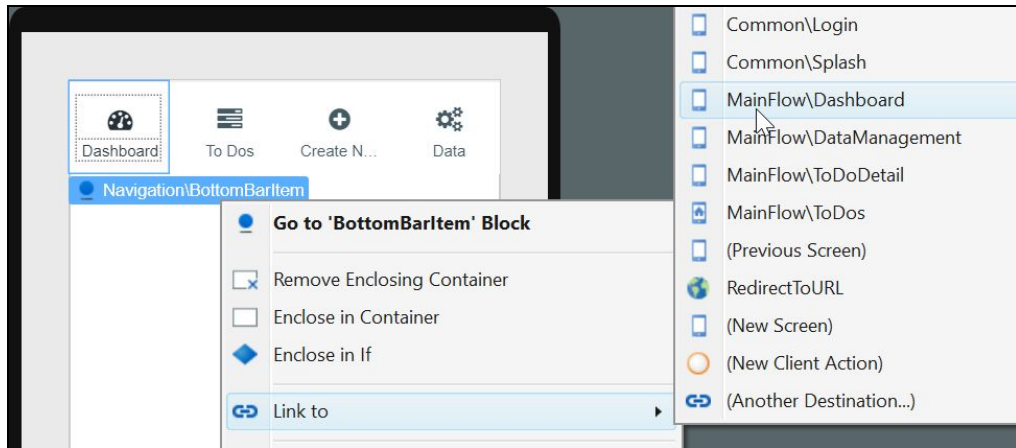 Dashboard
To Dos
Create N...
Data
Navigation\BottomBarItem
Go to 'BottomBarItem' Block
Remove Enclosing Container
Enclose in Container
Enclose in If
Link to
Common\Login
Common\Splash
MainFlow\Dashboard
MainFlow\DataManagement
MainFlow\ToDoDetail
MainFlow\ToDos
(Previous Screen)
RedirectToURL
(New Screen)
(New Client Action)
(Another Destination...)